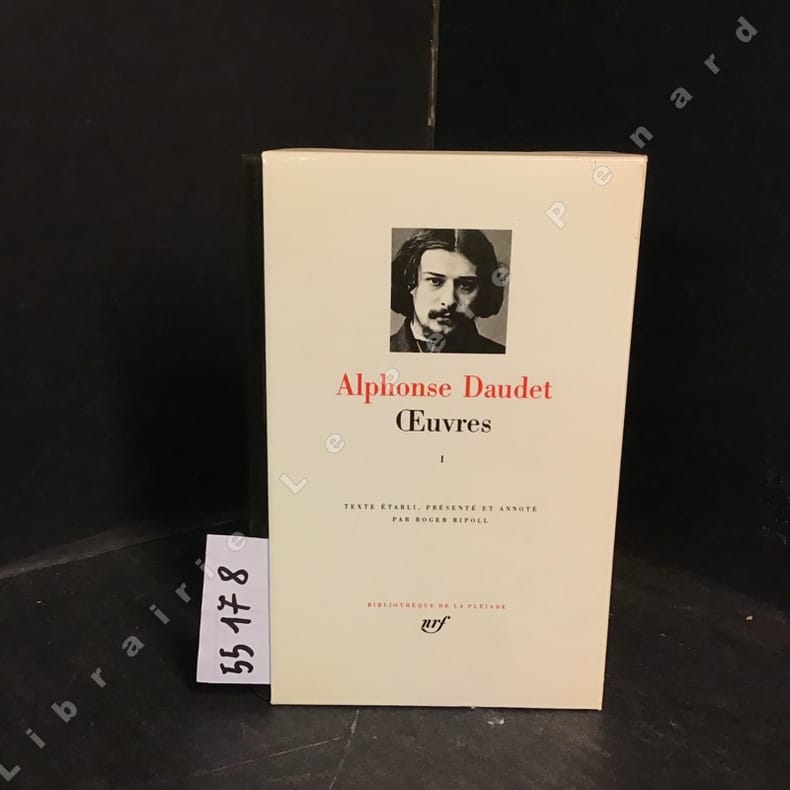 Alphonse Daudet
Œuvres
I
TEXTE ÉTABLI, PRÉSENTÉ ET ANNOTÉ
PAR ROGER RIPOLL
BIBLIOTHÈQUE DE LA PLÉIADE
nrf
55178
Librairie Le Père Pénard